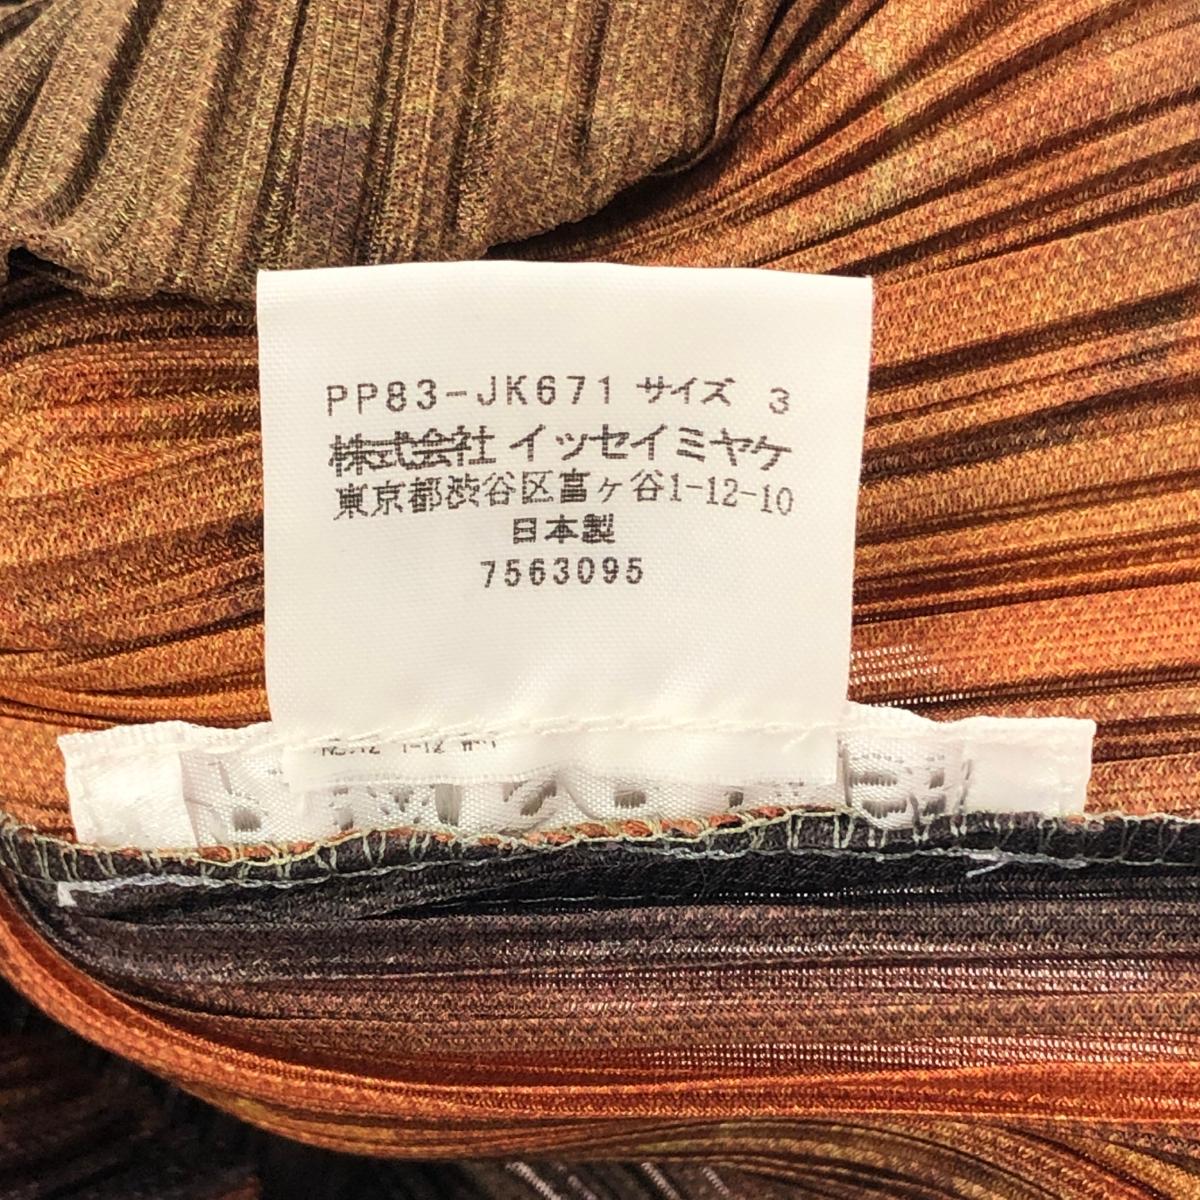 PP83-JK671 サイズ 3
株式会社 イッセイミヤケ
東京都渋谷区富ヶ谷1-12-10
日本製
7563095